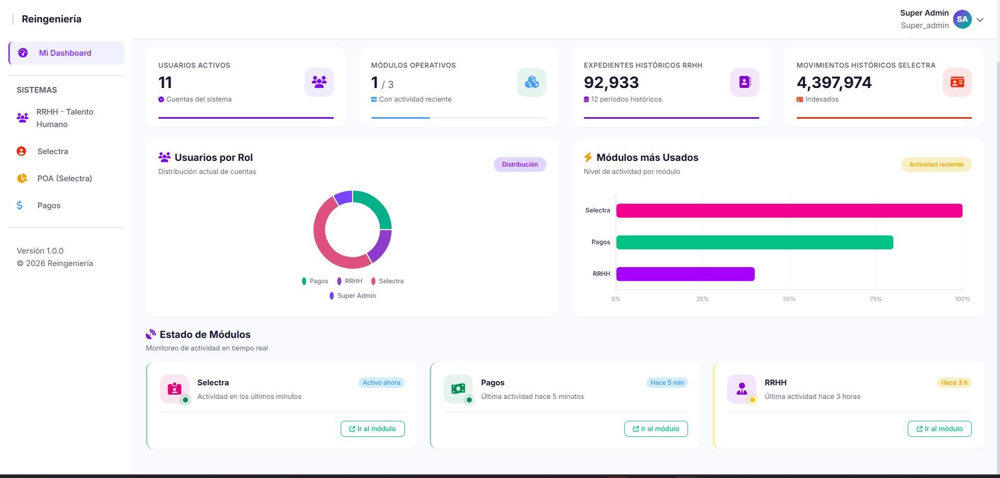 Reingeniería
Super Admin
Super_admin
SA
Mi Dashboard
SISTEMAS
RRHH - Talento
Humano
Selectra
POA (Selectra)
Pagos
Versión 1.0.0
© 2026 Reingeniería
USUARIOS ACTIVOS
11
Cuentas del sistema
MÓDULOS OPERATIVOS
1 / 3
Con actividad reciente
EXPEDIENTES HISTÓRICOS RRHH
92,933
12 períodos históricos
MOVIMIENTOS HISTÓRICOS SELECTRA
4,397,974
Indexados
Usuarios por Rol
Distribución actual de cuentas
Distribución
Pagos RRHH Selectra
Super Admin
Módulos más Usados
Nivel de actividad por módulo
Actividad reciente
Selectra
Pagos
RRHH
0% 25% 50% 75% 100%
Estado de Módulos
Monitoreo de actividad en tiempo real
Selectra
Activo ahora
Actividad en los últimos minutos
Ir al módulo
Pagos
Hace 5 min
Última actividad hace 5 minutos
Ir al módulo
RRHH
Hace 3 h
Última actividad hace 3 horas
Ir al módulo